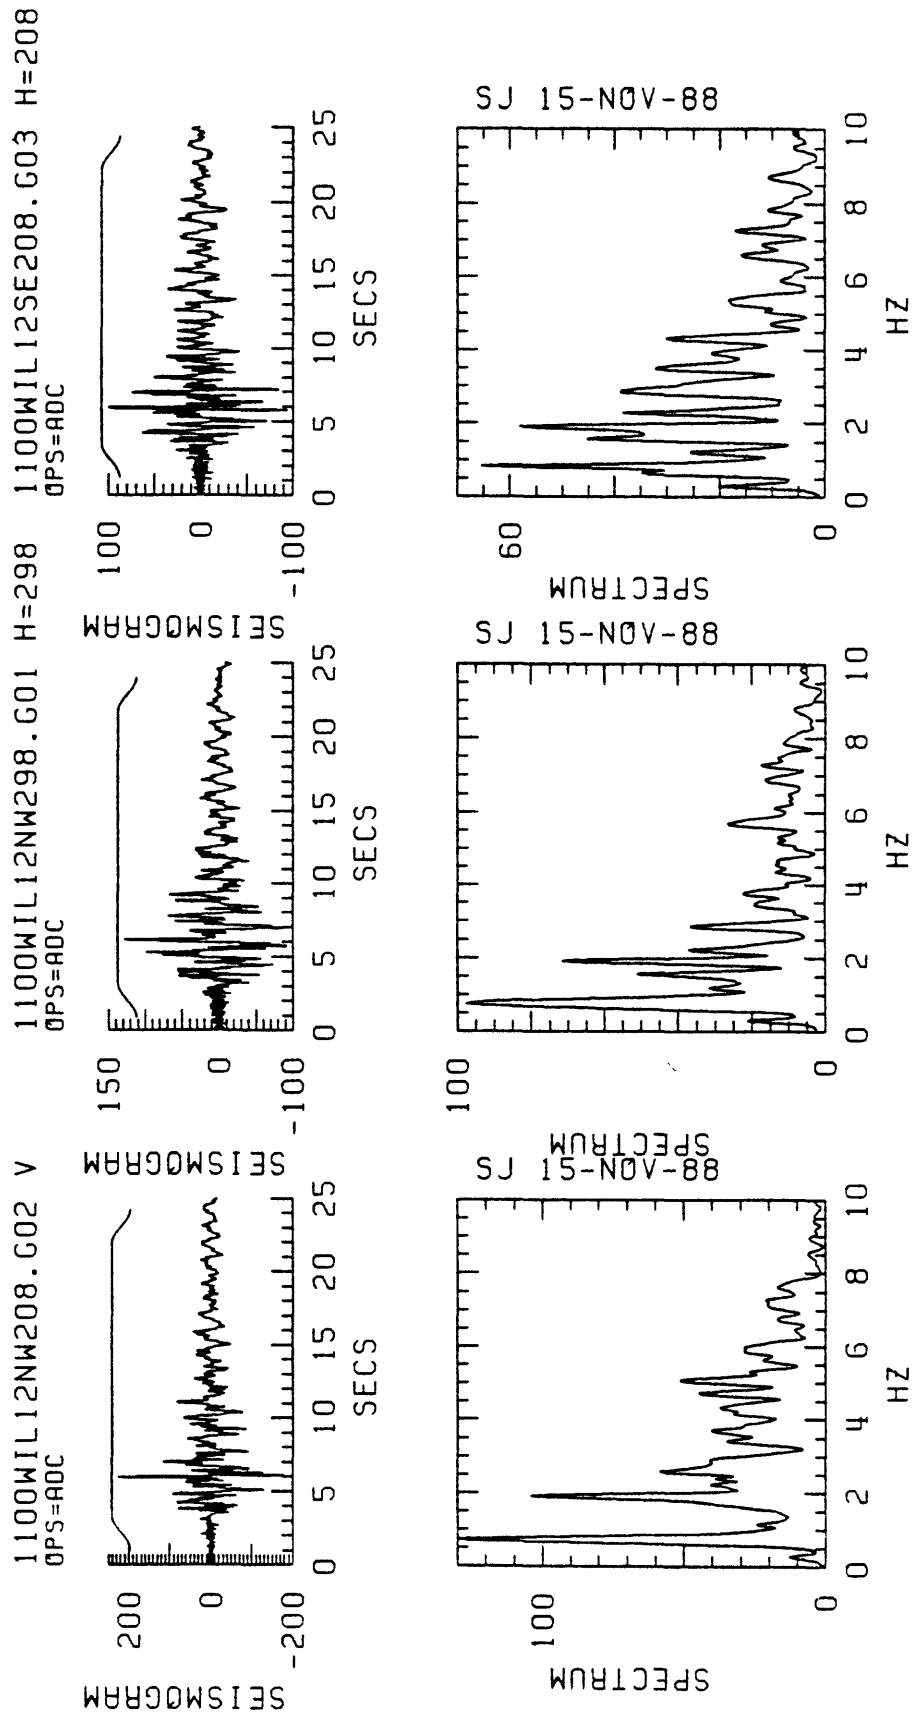 1100WIL12NW208.G02 V
OPS=ADC
SEISMOGRAM
200
0
-200
0
5
10
15
20
25
SECS
SPECTRUM
100
0
0
2
4
6
8
10
HZ
SJ 15-NOV-88
1100WIL12NW298.G01 H=298
OPS=ADC
SEISMOGRAM
150
0
-100
0
5
10
15
20
25
SECS
SPECTRUM
100
0
0
2
4
6
8
10
HZ
SJ 15-NOV-88
1100WIL12SE208.G03 H=208
OPS=ADC
SEISMOGRAM
100
0
-100
0
5
10
15
20
25
SECS
SPECTRUM
60
0
0
2
4
6
8
10
HZ
SJ 15-NOV-88